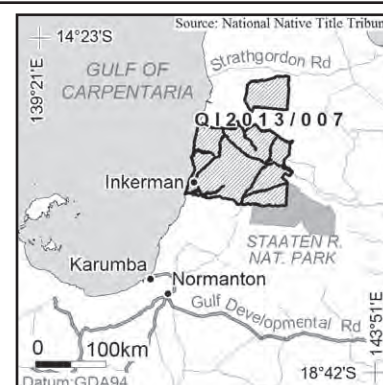 Source: National Native Title Tribun
14°23'S
139°21'E
Strathgordon Rd
GULF OF
CARPENTARIA
QI2013/007
Inkerman
STAATEN R.
NAT. PARK
Karumba
Normanton
Gulf Developmental Rd
0 100km
143°51'E
18°42'S
Datum:GDA94